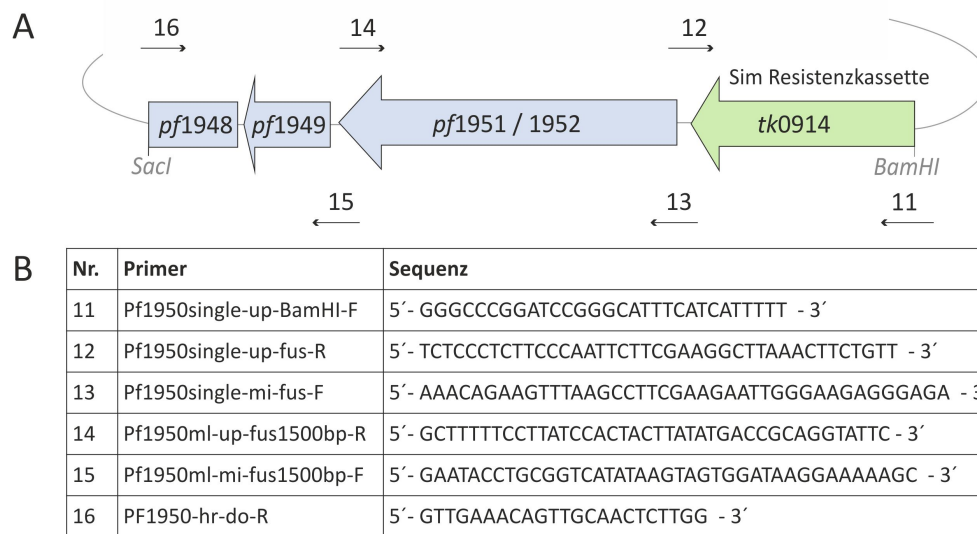 A
16 14 12
Sim Resistenzkassette
pf1948 pf1949 pf1951 / 1952 tk0914
SacI BamHI
15 13 11
B
Nr. Primer Sequenz
11 Pf1950single-up-BamHI-F 5´- GGGCCCGGATCCGGGCATTTCATCATTTTT - 3´
12 Pf1950single-up-fus-R 5´- TCTCCCTCTTCCCAATTCTTCGAAGGCTTAAACTTCTGTT - 3´
13 Pf1950single-mi-fus-F 5´- AAACAGAAGTTTAAGCCTTCGAAGAATTGGGAAGAGGGAGA - 3
14 Pf1950ml-up-fus1500bp-R 5´- GCTTTTTCCTTATCCACTACTTATATGACCGCAGGTATTC - 3´
15 Pf1950ml-mi-fus1500bp-F 5´- GAATACCTGCGGTCATATAAGTAGTGGATAAGGAAAAAGC - 3´
16 PF1950-hr-do-R 5´- GTTGAAACAGTTGCAACTCTTGG - 3´